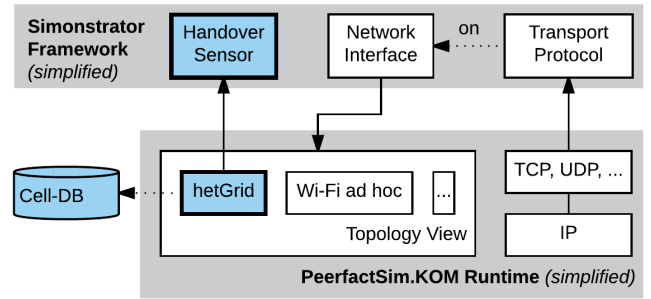 Simonstrator
Framework
(simplified)
Handover
Sensor
Network
Interface
on
Transport
Protocol
Cell-DB
hetGrid
Wi-Fi ad hoc
...
Topology View
TCP, UDP, ...
IP
PeerfactSim.KOM Runtime (simplified)